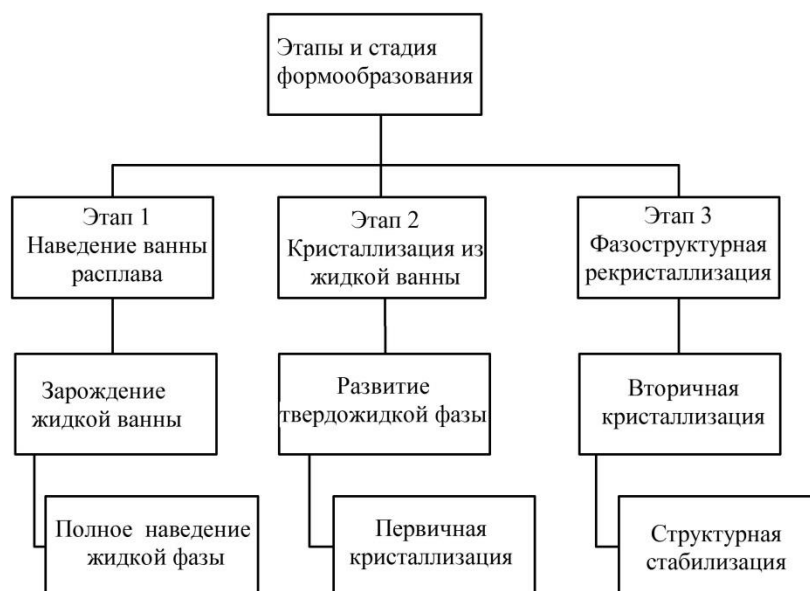 Этапы и стадия
формообразования
Этап 1
Наведение ванны
расплава
Этап 2
Кристаллизация из
жидкой ванны
Этап 3
Фазоструктурная
рекристаллизация
Зарождение
жидкой ванны
Развитие
твердожидкой фазы
Вторичная
кристаллизация
Полное наведение
жидкой фазы
Первичная
кристаллизация
Структурная
стабилизация